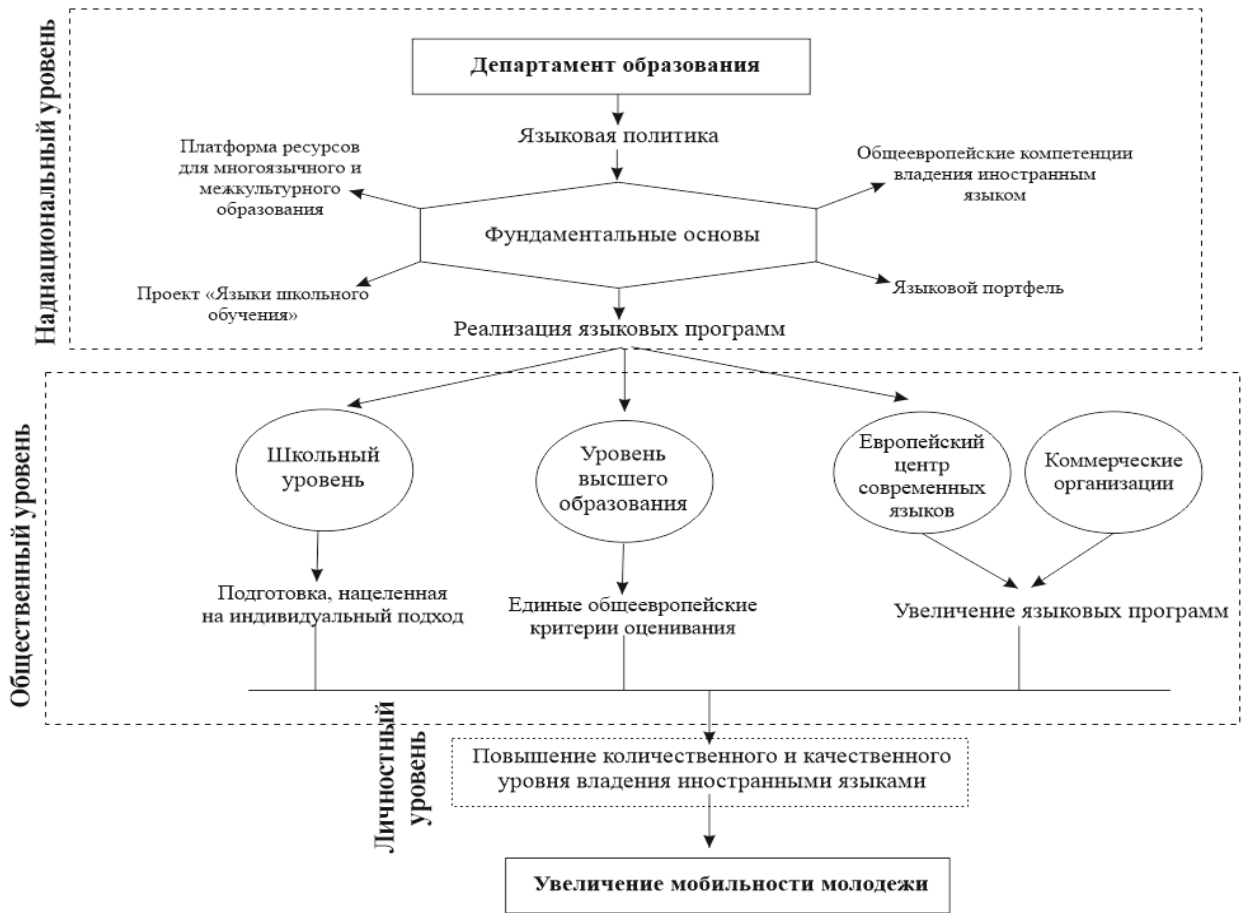 Наднациональный уровень
Департамент образования
Языковая политика
Платформа ресурсов
для многоязычного и
межкультурного
образования
Общеевропейские компетенции
владения иностранным
языком
Фундаментальные основы
Проект «Языки школьного
обучения»
Языковой портфель
Реализация языковых программ
Общественный уровень
Школьный
уровень
Уровень
высшего
образования
Европейский
центр
современных
языков
Коммерческие
организации
Подготовка, нацеленная
на индивидуальный подход
Единые общеевропейские
критерии оценивания
Увеличение языковых программ
Личностный
уровень
Повышение количественного и качественного
уровня владения иностранными языками
Увеличение мобильности молодежи